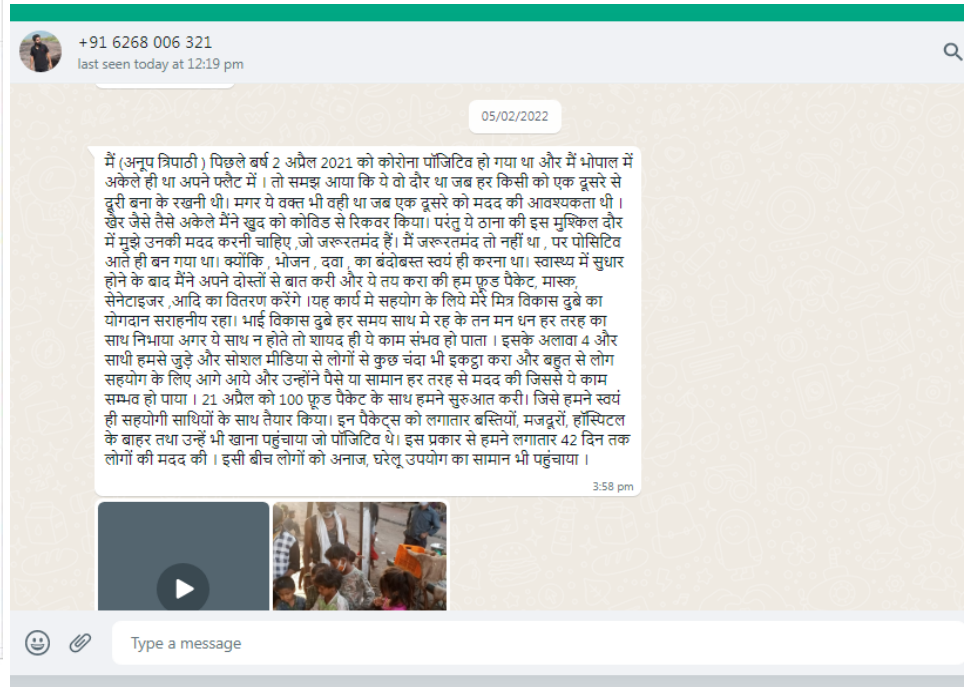 +91 6268 006 321
last seen today at 12:19 pm
05/02/2022
मैं (अनूप त्रिपाठी ) पिछले बर्ष 2 अप्रैल 2021 को कोरोना पॉजिटिव हो गया था और मैं भोपाल में
अकेले ही था अपने फ्लैट में । तो समझ आया कि ये वो दौर था जब हर किसी को एक दूसरे से
दूरी बना के रखनी थी। मगर ये वक्त भी वही था जब एक दूसरे को मदद की आवश्यकता थी ।
खैर जैसे तैसे अकेले मैंने खुद को कोविड से रिकवर किया। परंतु ये ठाना की इस मुश्किल दौर
में मुझे उनकी मदद करनी चाहिए ,जो जरूरतमंद हैं। मैं जरूरतमंद तो नहीं था , पर पोसिटिव
आते ही बन गया था। क्योंकि , भोजन , दवा , का बंदोबस्त स्वयं ही करना था। स्वास्थ्य में सुधार
होने के बाद मैंने अपने दोस्तों से बात करी और ये तय करा की हम फ़ूड पैकेट, मास्क,
सेनेटाइजर ,आदि का वितरण करेंगे ।यह कार्य मे सहयोग के लिये मेरे मित्र विकास दुबे का
योगदान सराहनीय रहा। भाई विकास दुबे हर समय साथ मे रह के तन मन धन हर तरह का
साथ निभाया अगर ये साथ न होते तो शायद ही ये काम संभव हो पाता । इसके अलावा 4 और
साथी हमसे जुड़े और सोशल मीडिया से लोगों से कुछ चंदा भी इकट्ठा करा और बहुत से लोग
सहयोग के लिए आगे आये और उन्होंने पैसे या सामान हर तरह से मदद की जिससे ये काम
सम्भव हो पाया । 21 अप्रैल को 100 फ़ूड पैकेट के साथ हमने सुरुआत करी। जिसे हमने स्वयं
ही सहयोगी साथियों के साथ तैयार किया। इन पैकेट्स को लगातार बस्तियों, मजदूरों, हॉस्पिटल
के बाहर तथा उन्हें भी खाना पहुंचाया जो पॉजिटिव थे। इस प्रकार से हमने लगातार 42 दिन तक
लोगों की मदद की । इसी बीच लोगों को अनाज, घरेलू उपयोग का सामान भी पहुंचाया ।
3:58 pm
Type a message